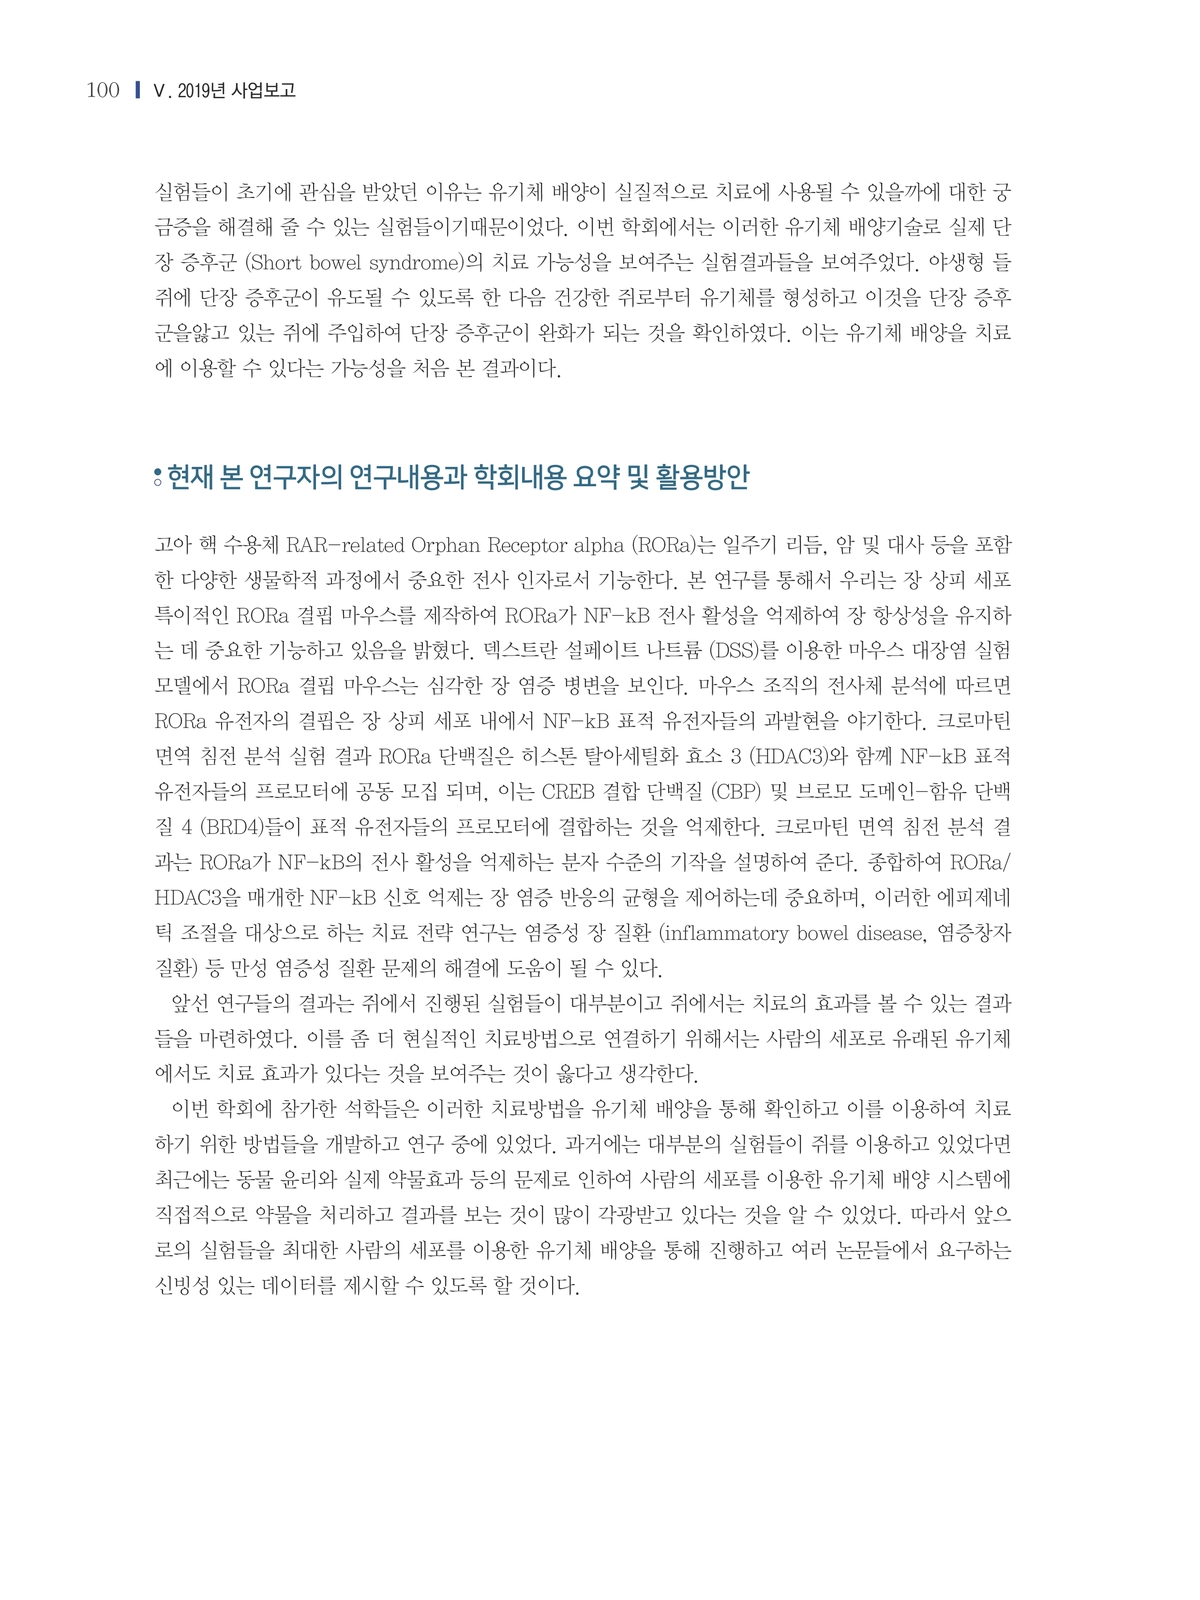 100 Ⅴ. 2019년 사업보고
실험들이 초기에 관심을 받았던 이유는 유기체 배양이 실질적으로 치료에 사용될 수 있을까에 대한 궁
금증을 해결해 줄 수 있는 실험들이기때문이었다. 이번 학회에서는 이러한 유기체 배양기술로 실제 단
장 증후군 (Short bowel syndrome)의 치료 가능성을 보여주는 실험결과들을 보여주었다. 야생형 들
쥐에 단장 증후군이 유도될 수 있도록 한 다음 건강한 쥐로부터 유기체를 형성하고 이것을 단장 증후
군을앓고 있는 쥐에 주입하여 단장 증후군이 완화가 되는 것을 확인하였다. 이는 유기체 배양을 치료
에 이용할 수 있다는 가능성을 처음 본 결과이다.
현재 본 연구자의 연구내용과 학회내용 요약 및 활용방안
고아 핵 수용체 RAR-related Orphan Receptor alpha (RORa)는 일주기 리듬, 암 및 대사 등을 포함
한 다양한 생물학적 과정에서 중요한 전사 인자로서 기능한다. 본 연구를 통해서 우리는 장 상피 세포
특이적인 RORa 결핍 마우스를 제작하여 RORa가 NF-kB 전사 활성을 억제하여 장 항상성을 유지하
는 데 중요한 기능하고 있음을 밝혔다. 덱스트란 설페이트 나트륨 (DSS)를 이용한 마우스 대장염 실험
모델에서 RORa 결핍 마우스는 심각한 장 염증 병변을 보인다. 마우스 조직의 전사체 분석에 따르면
RORa 유전자의 결핍은 장 상피 세포 내에서 NF-kB 표적 유전자들의 과발현을 야기한다. 크로마틴
면역 침전 분석 실험 결과 RORa 단백질은 히스톤 탈아세틸화 효소 3 (HDAC3)와 함께 NF-kB 표적
유전자들의 프로모터에 공동 모집 되며, 이는 CREB 결합 단백질 (CBP) 및 브로모 도메인-함유 단백
질 4 (BRD4)들이 표적 유전자들의 프로모터에 결합하는 것을 억제한다. 크로마틴 면역 침전 분석 결
과는 RORa가 NF-kB의 전사 활성을 억제하는 분자 수준의 기작을 설명하여 준다. 종합하여 RORa/
HDAC3을 매개한 NF-kB 신호 억제는 장 염증 반응의 균형을 제어하는데 중요하며, 이러한 에피제네
틱 조절을 대상으로 하는 치료 전략 연구는 염증성 장 질환 (inflammatory bowel disease, 염증창자
질환) 등 만성 염증성 질환 문제의 해결에 도움이 될 수 있다.
앞선 연구들의 결과는 쥐에서 진행된 실험들이 대부분이고 쥐에서는 치료의 효과를 볼 수 있는 결과
들을 마련하였다. 이를 좀 더 현실적인 치료방법으로 연결하기 위해서는 사람의 세포로 유래된 유기체
에서도 치료 효과가 있다는 것을 보여주는 것이 옳다고 생각한다.
이번 학회에 참가한 석학들은 이러한 치료방법을 유기체 배양을 통해 확인하고 이를 이용하여 치료
하기 위한 방법들을 개발하고 연구 중에 있었다. 과거에는 대부분의 실험들이 쥐를 이용하고 있었다면
최근에는 동물 윤리와 실제 약물효과 등의 문제로 인하여 사람의 세포를 이용한 유기체 배양 시스템에
직접적으로 약물을 처리하고 결과를 보는 것이 많이 각광받고 있다는 것을 알 수 있었다. 따라서 앞으
로의 실험들을 최대한 사람의 세포를 이용한 유기체 배양을 통해 진행하고 여러 논문들에서 요구하는
신빙성 있는 데이터를 제시할 수 있도록 할 것이다.